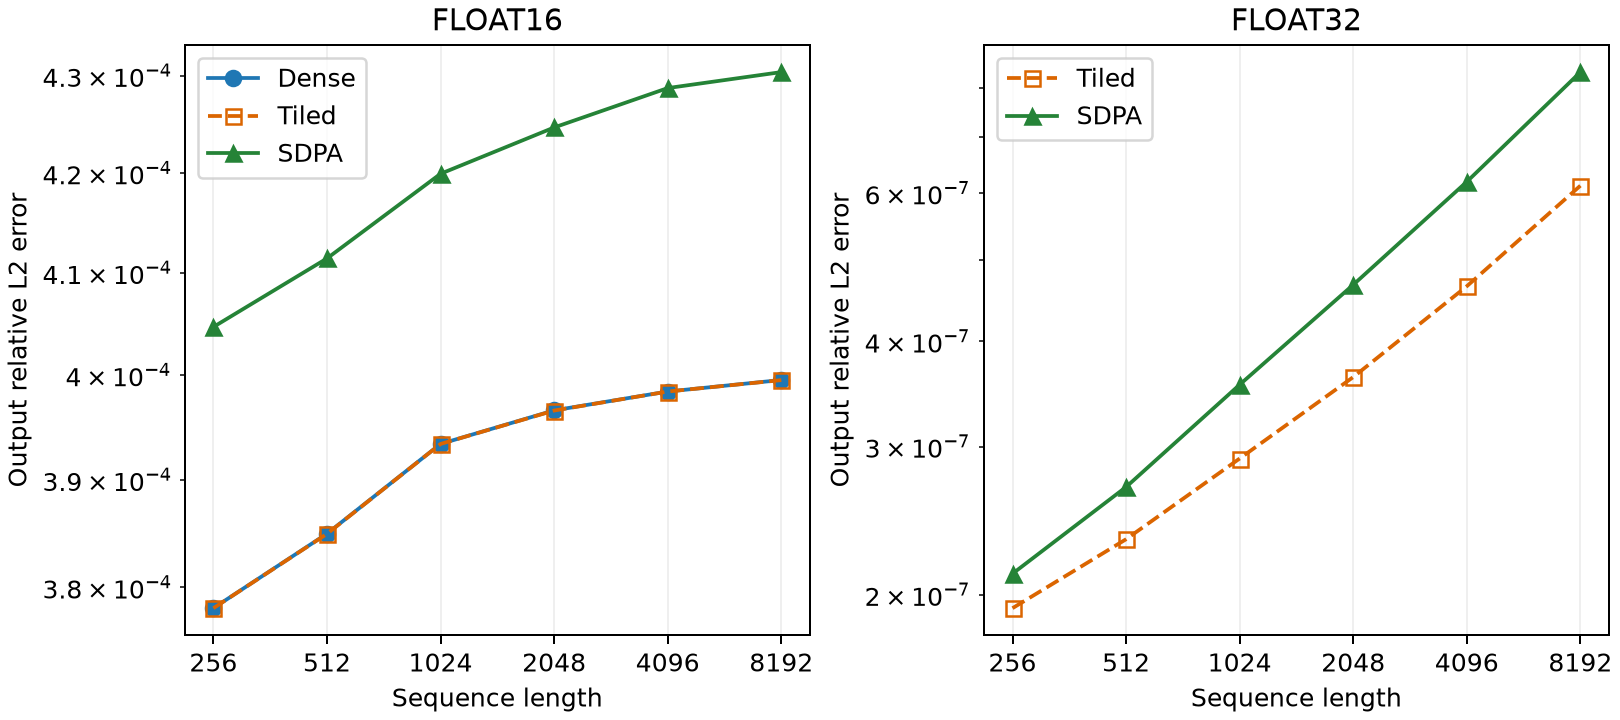 FLOAT16
Output relative L2 error
4.3 × 10⁻⁴
4.2 × 10⁻⁴
4.1 × 10⁻⁴
4 × 10⁻⁴
3.9 × 10⁻⁴
3.8 × 10⁻⁴
Dense
Tiled
SDPA
256 512 1024 2048 4096 8192
Sequence length
FLOAT32
Output relative L2 error
6 × 10⁻⁷
4 × 10⁻⁷
3 × 10⁻⁷
2 × 10⁻⁷
Tiled
SDPA
256 512 1024 2048 4096 8192
Sequence length